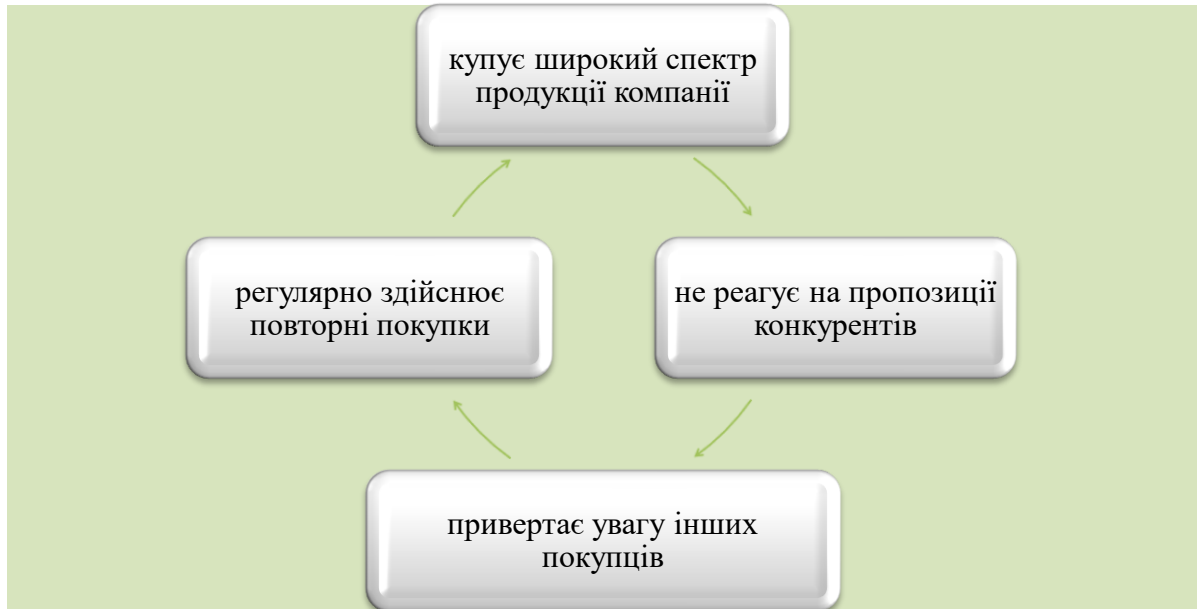 купує широкий спектр
продукції компанії
регулярно здійснює
повторні покупки
не реагує на пропозиції
конкурентів
привертає увагу інших
покупців